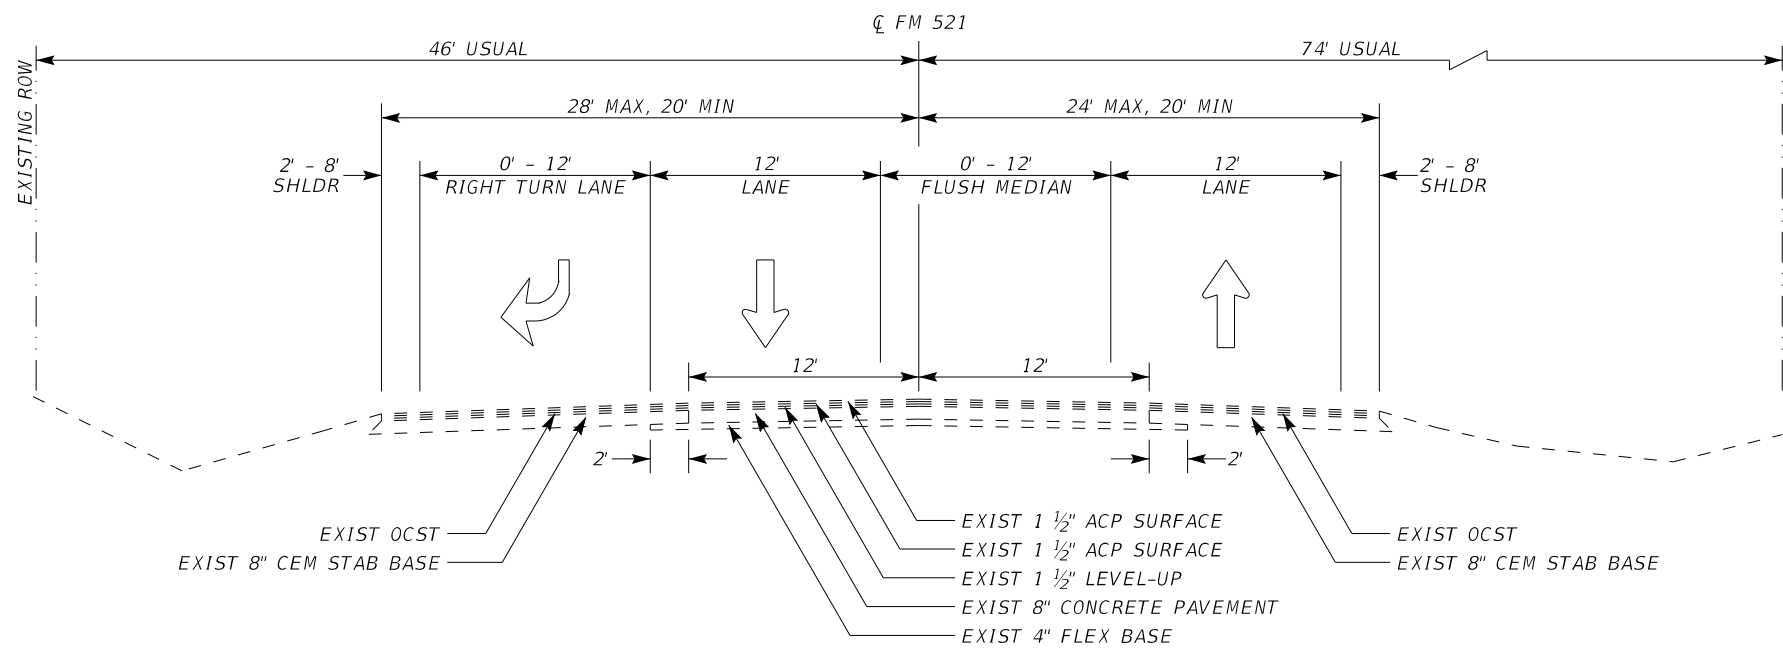 ℄ FM 521
46' USUAL
74' USUAL
EXISTING ROW
28' MAX, 20' MIN
24' MAX, 20' MIN
2' - 8'
SHLDR
0' - 12'
RIGHT TURN LANE
12'
LANE
0' - 12'
FLUSH MEDIAN
12'
LANE
2' - 8'
SHLDR
12'
12'
2'
2'
EXIST OCST
EXIST 8" CEM STAB BASE
EXIST 1 ½" ACP SURFACE
EXIST 1 ½" ACP SURFACE
EXIST 1 ½" LEVEL-UP
EXIST 8" CONCRETE PAVEMENT
EXIST 4" FLEX BASE
EXIST OCST
EXIST 8" CEM STAB BASE